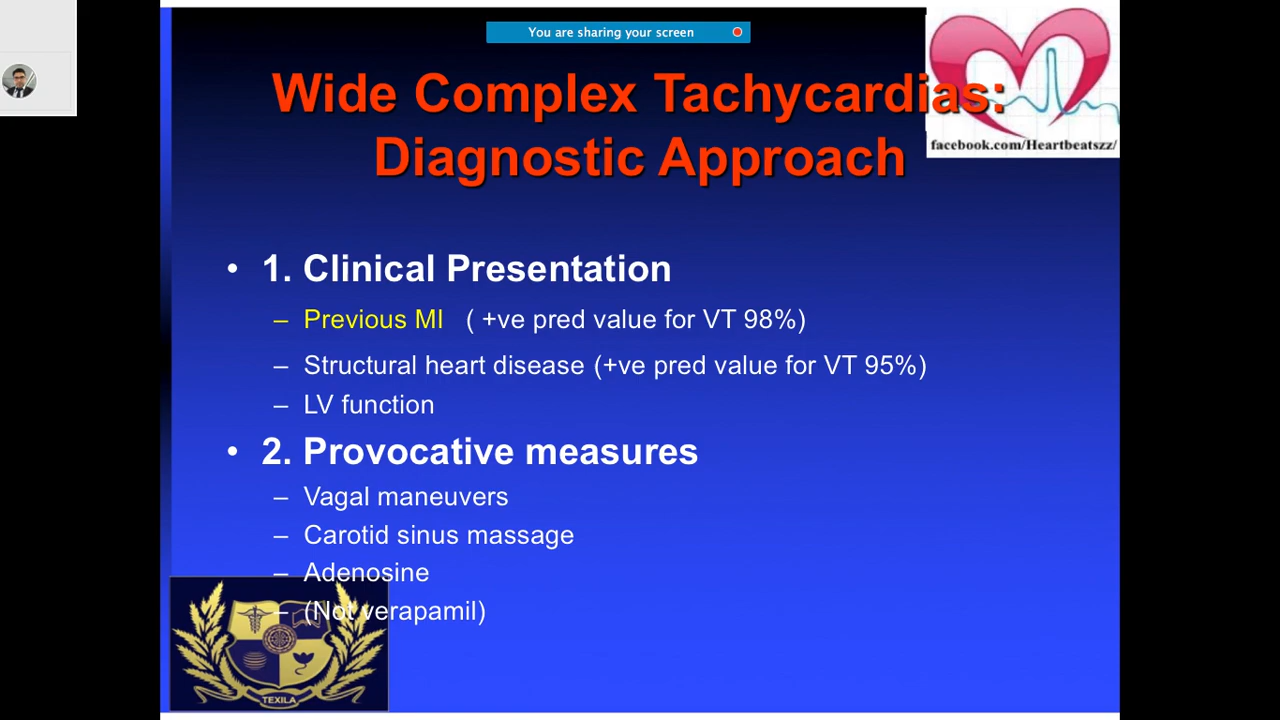 You are sharing your screen
Wide Complex Tachycardias:
Diagnostic Approach
facebook.com/Heartbeatszz/
• 1. Clinical Presentation
– Previous MI ( +ve pred value for VT 98%)
– Structural heart disease (+ve pred value for VT 95%)
– LV function
• 2. Provocative measures
– Vagal maneuvers
– Carotid sinus massage
– Adenosine
– (Not verapamil)
TEXILA